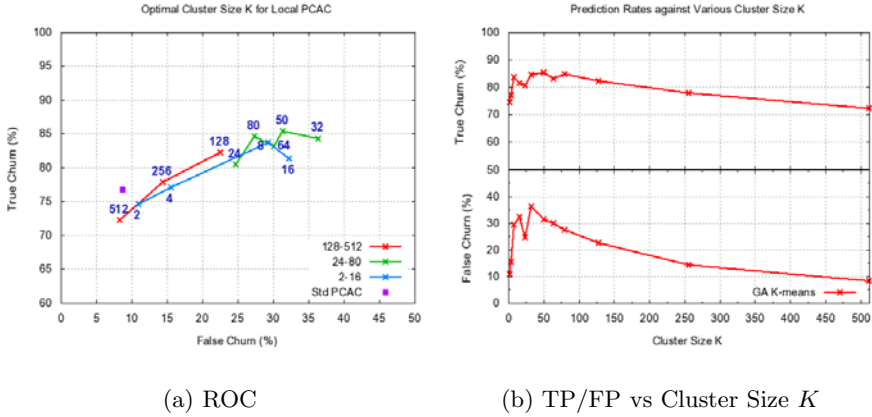 Optimal Cluster Size K for Local PCAC
True Churn (%)
100
95
90
85
80
75
70
65
60
0 5 10 15 20 25 30 35 40 45 50
False Churn (%)
512
256
128
24
80
8
64
50
32
2
4
16
128-512
24-80
2-16
Std PCAC
(a) ROC
Prediction Rates against Various Cluster Size K
True Churn (%)
100
90
80
70
60
50
False Churn (%)
40
30
20
10
0
0 50 100 150 200 250 300 350 400 450 500
GA K-means
Cluster Size K
(b) TP/FP vs Cluster Size K